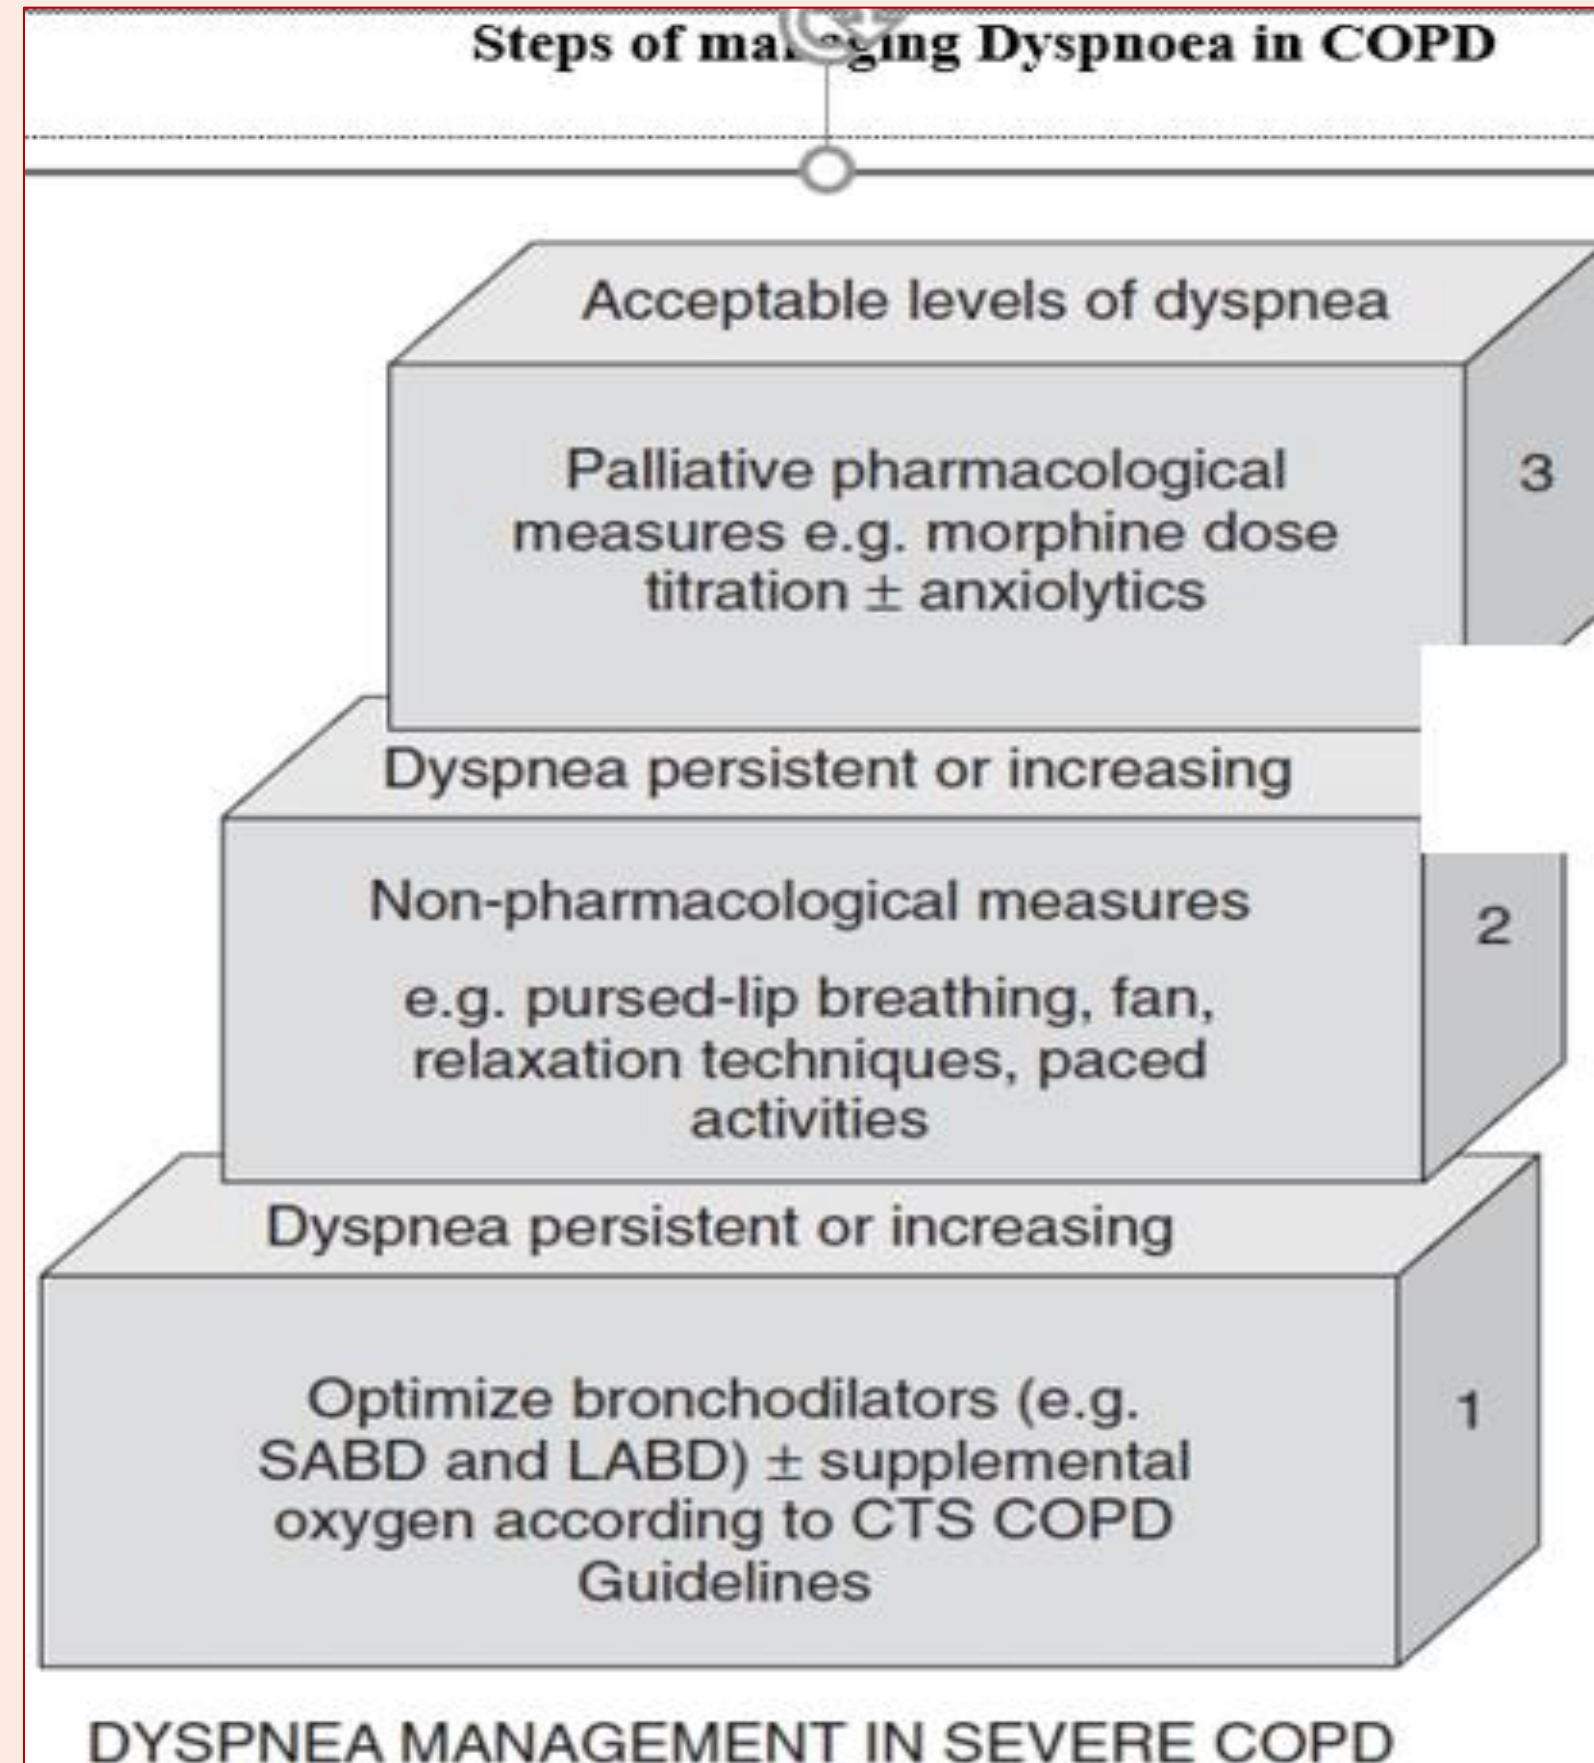 Steps of managing Dyspnoea in COPD
Acceptable levels of dyspnea
Palliative pharmacological
measures e.g. morphine dose
titration ± anxiolytics
3
Dyspnea persistent or increasing
Non-pharmacological measures
e.g. pursed-lip breathing, fan,
relaxation techniques, paced
activities
2
Dyspnea persistent or increasing
Optimize bronchodilators (e.g.
SABD and LABD) ± supplemental
oxygen according to CTS COPD
Guidelines
1
DYSPNEA MANAGEMENT IN SEVERE COPD